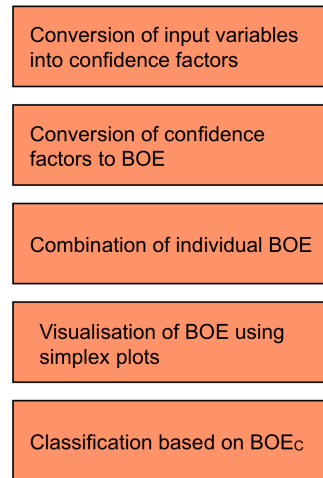 Conversion of input variables
into confidence factors
Conversion of confidence
factors to BOE
Combination of individual BOE
Visualisation of BOE using
simplex plots
Classification based on BOEC